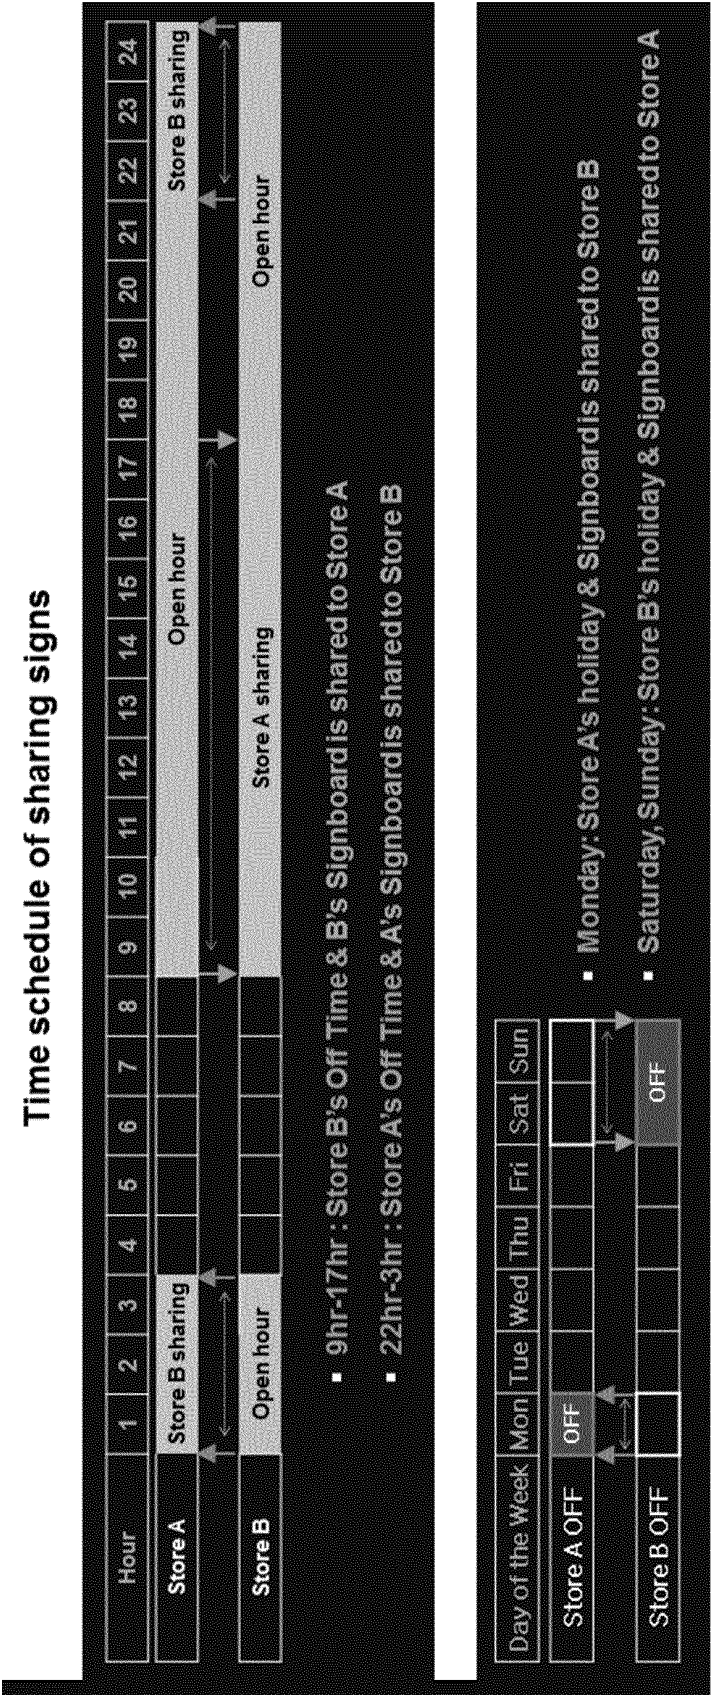 Time schedule of sharing signs
Hour 1 2 3 4 5 6 7 8 9 10 11 12 13 14 15 16 17 18 19 20 21 22 23 24
Store A Store B sharing Open hour Store B sharing
Store B Open hour Store A sharing Open hour
▪ 9hr-17hr : Store B's Off Time & B's Signboard is shared to Store A
▪ 22hr-3hr : Store A's Off Time & A's Signboard is shared to Store B
Day of the Week Mon Tue Wed Thu Fri Sat Sun
Store A OFF OFF
Store B OFF OFF
▪ Monday: Store A's holiday & Signboard is shared to Store B
▪ Saturday, Sunday: Store B's holiday & Signboard is shared to Store A